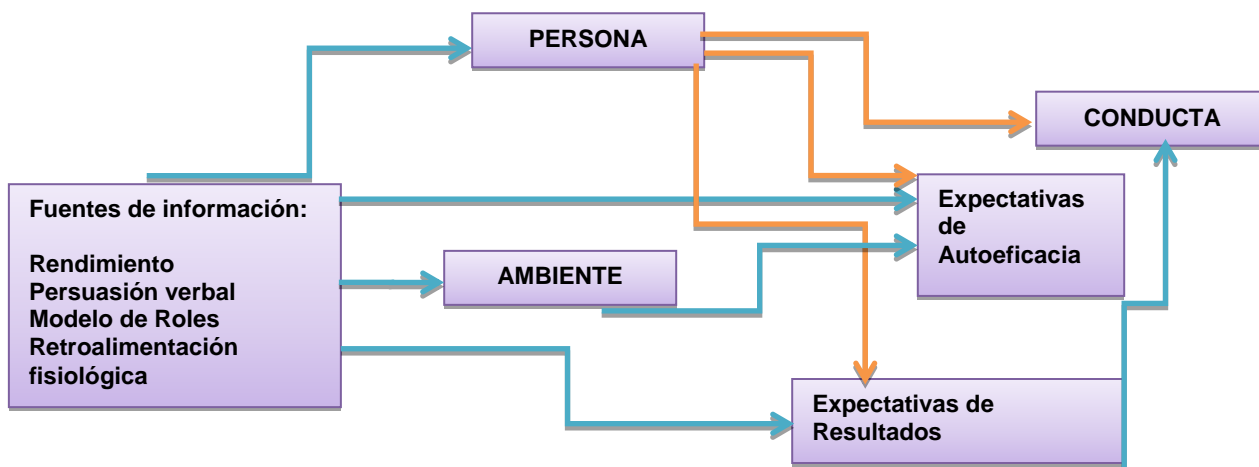 PERSONA
CONDUCTA
Fuentes de información:
Rendimiento
Persuasión verbal
Modelo de Roles
Retroalimentación
fisiológica
AMBIENTE
Expectativas
de
Autoeficacia
Expectativas de
Resultados